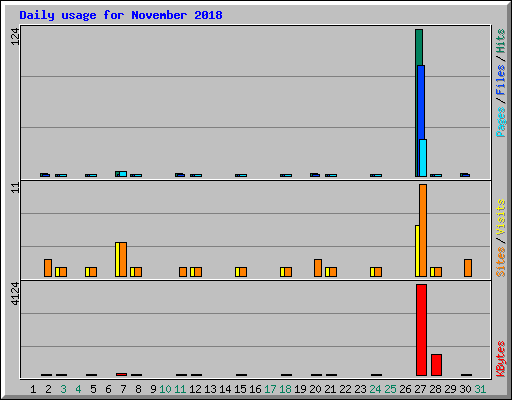 Daily usage for November 2018
124
Pages/Files/Hits
11
Sites/Visits
4124
KBytes
1 2 3 4 5 6 7 8 9 10 11 12 13 14 15 16 17 18 19 20 21 22 23 24 25 26 27 28 29 30 31